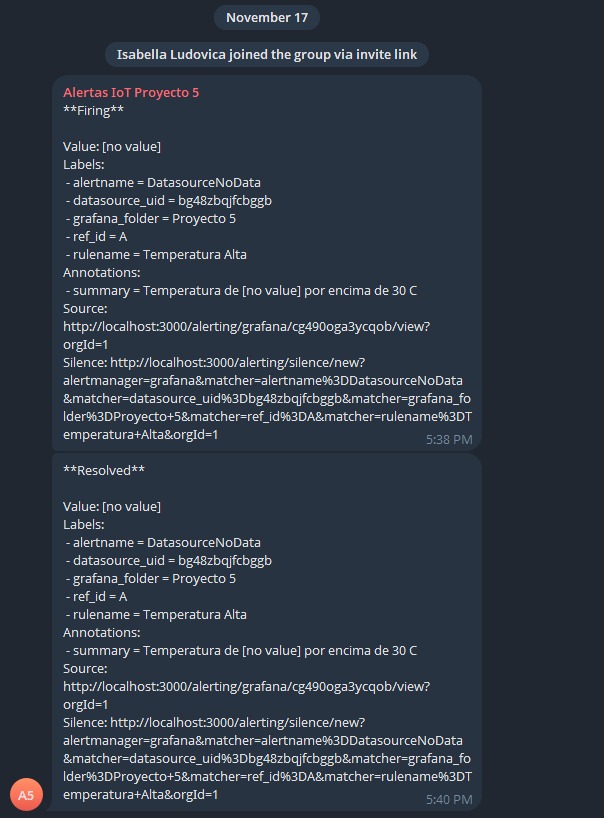 November 17
Isabella Ludovica joined the group via invite link
Alertas IoT Proyecto 5
**Firing**
Value: [no value]
Labels:
- alertname = DatasourceNoData
- datasource_uid = bg48zbqjfcbggb
- grafana_folder = Proyecto 5
- ref_id = A
- rulename = Temperatura Alta
Annotations:
- summary = Temperatura de [no value] por encima de 30 C
Source:
http://localhost:3000/alerting/grafana/cg490oga3ycqob/view?
orgId=1
Silence: http://localhost:3000/alerting/silence/new?
alertmanager=grafana&matcher=alertname%3DDatasourceNoData
&matcher=datasource_uid%3Dbg48zbqjfcbggb&matcher=grafana_fo
lder%3DProyecto+5&matcher=ref_id%3DA&matcher=rulename%3DT
emperatura+Alta&orgId=1
5:38 PM
**Resolved**
Value: [no value]
Labels:
- alertname = DatasourceNoData
- datasource_uid = bg48zbqjfcbggb
- grafana_folder = Proyecto 5
- ref_id = A
- rulename = Temperatura Alta
Annotations:
- summary = Temperatura de [no value] por encima de 30 C
Source:
http://localhost:3000/alerting/grafana/cg490oga3ycqob/view?
orgId=1
Silence: http://localhost:3000/alerting/silence/new?
alertmanager=grafana&matcher=alertname%3DDatasourceNoData
&matcher=datasource_uid%3Dbg48zbqjfcbggb&matcher=grafana_fo
lder%3DProyecto+5&matcher=ref_id%3DA&matcher=rulename%3DT
emperatura+Alta&orgId=1
5:40 PM
A5